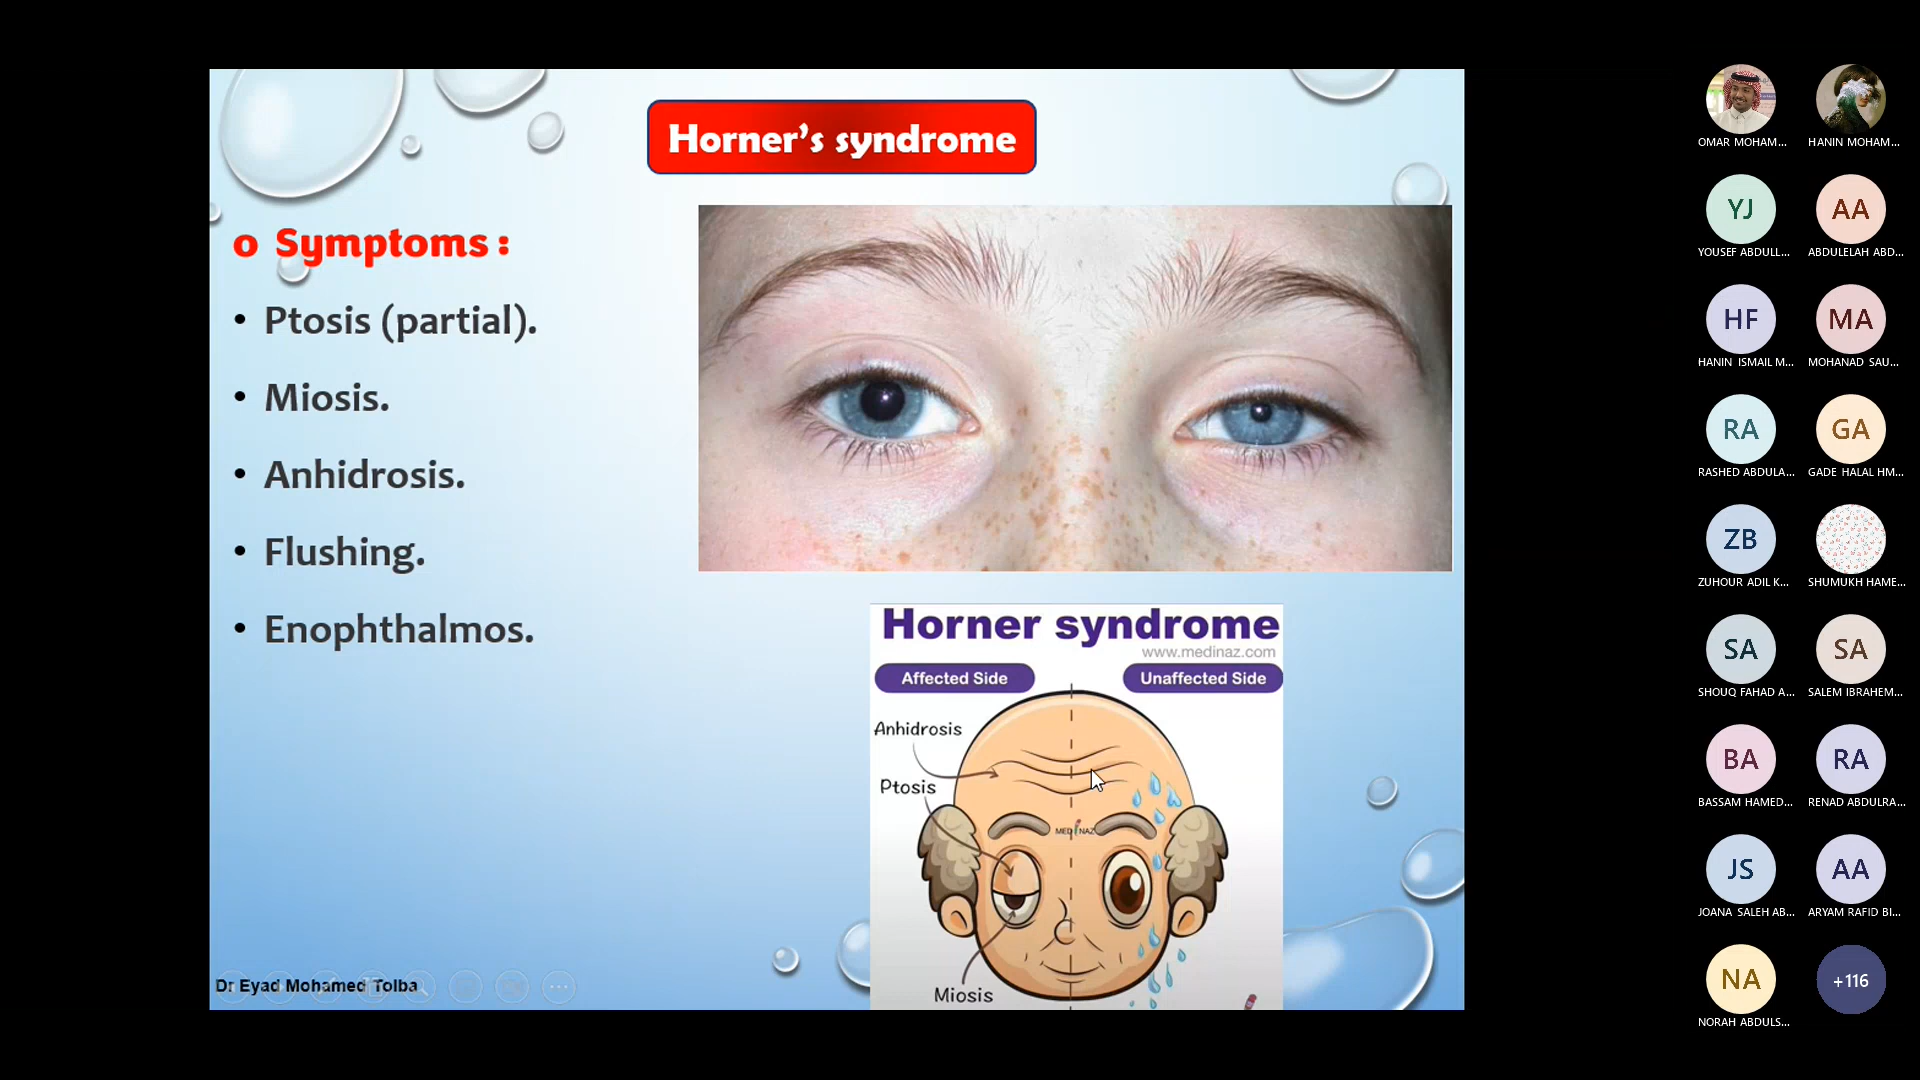 Horner's syndrome
o Symptoms:
• Ptosis (partial).
• Miosis.
• Anhidrosis.
• Flushing.
• Enophthalmos.
Horner syndrome
www.medinaz.com
Affected Side
Unaffected Side
Anhidrosis
Ptosis
MEDINAZ
Miosis
Dr Eyad Mohamed Tolba
OMAR MOHAM...
HANIN MOHAM...
YJ
AA
YOUSEF ABDULL...
ABDULELAH ABD...
HF
MA
HANIN ISMAIL M...
MOHANAD SAU...
RA
GA
RASHED ABDULA...
GADE HALAL HM...
ZB
ZUHOUR ADIL K...
SHUMUKH HAME...
SA
SA
SHOUQ FAHAD A...
SALEM IBRAHEM...
BA
RA
BASSAM HAMED...
RENAD ABDULRA...
JS
AA
JOANA SALEH AB...
ARYAM RAFID BI...
NA
+116
NORAH ABDULS...